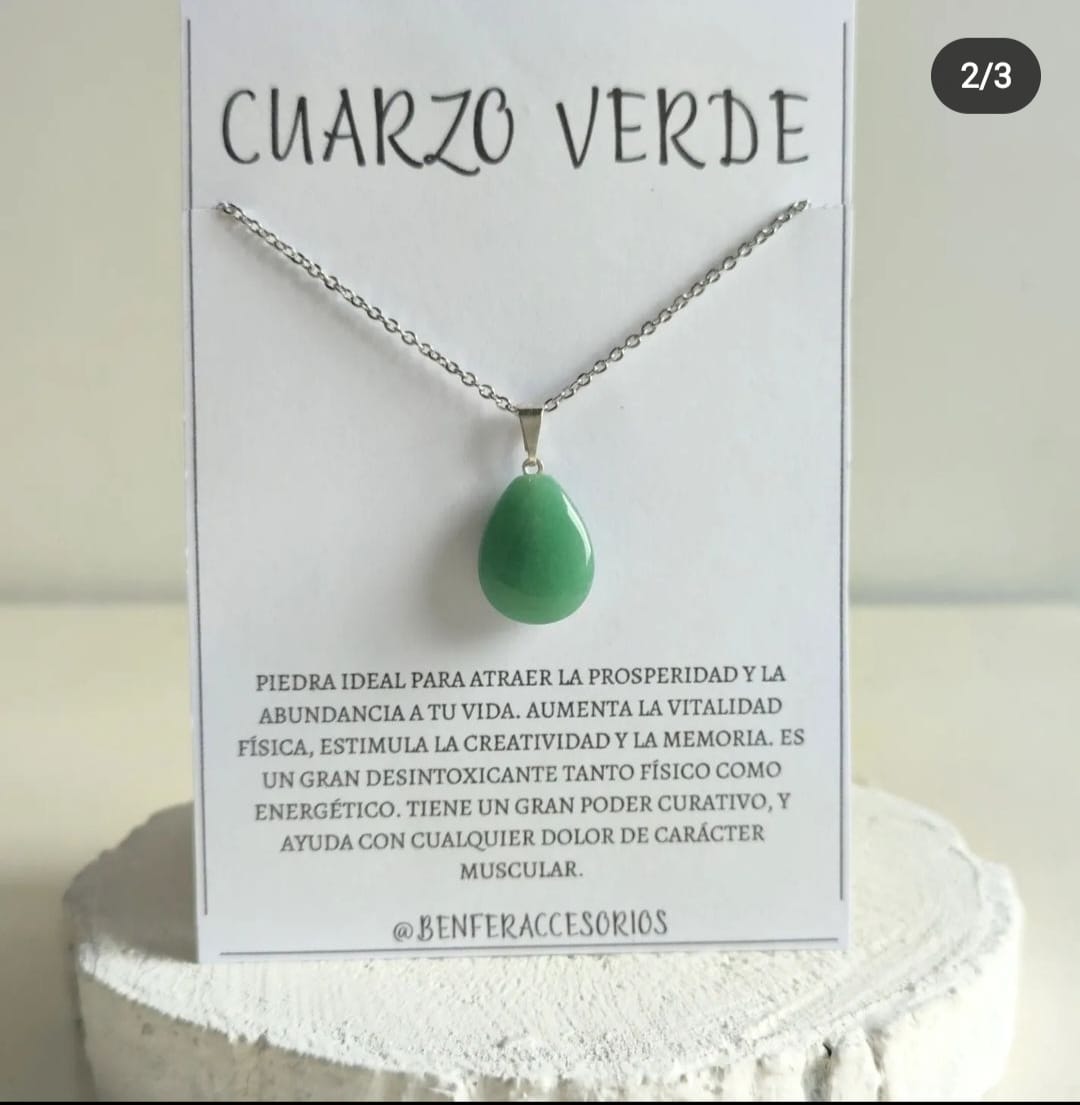 2/3
CUARZO VERDE
PIEDRA IDEAL PARA ATRAER LA PROSPERIDAD Y LA
ABUNDANCIA A TU VIDA. AUMENTA LA VITALIDAD
FÍSICA, ESTIMULA LA CREATIVIDAD Y LA MEMORIA. ES
UN GRAN DESINTOXICANTE TANTO FÍSICO COMO
ENERGÉTICO. TIENE UN GRAN PODER CURATIVO, Y
AYUDA CON CUALQUIER DOLOR DE CARÁCTER
MUSCULAR.
@BENFERACCESORIOS